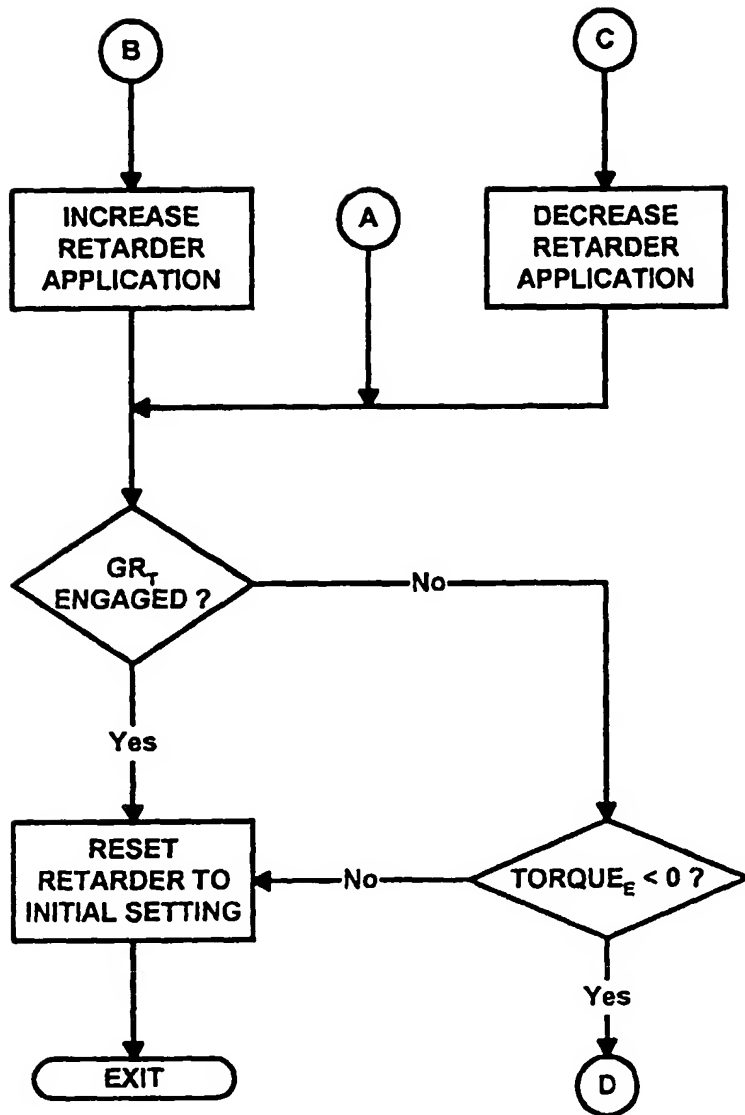 B
C
INCREASE
RETARDER
APPLICATION
A
DECREASE
RETARDER
APPLICATION
GR_T
ENGAGED ?
No
Yes
RESET
RETARDER TO
INITIAL SETTING
No
TORQUE_E < 0 ?
Yes
EXIT
D